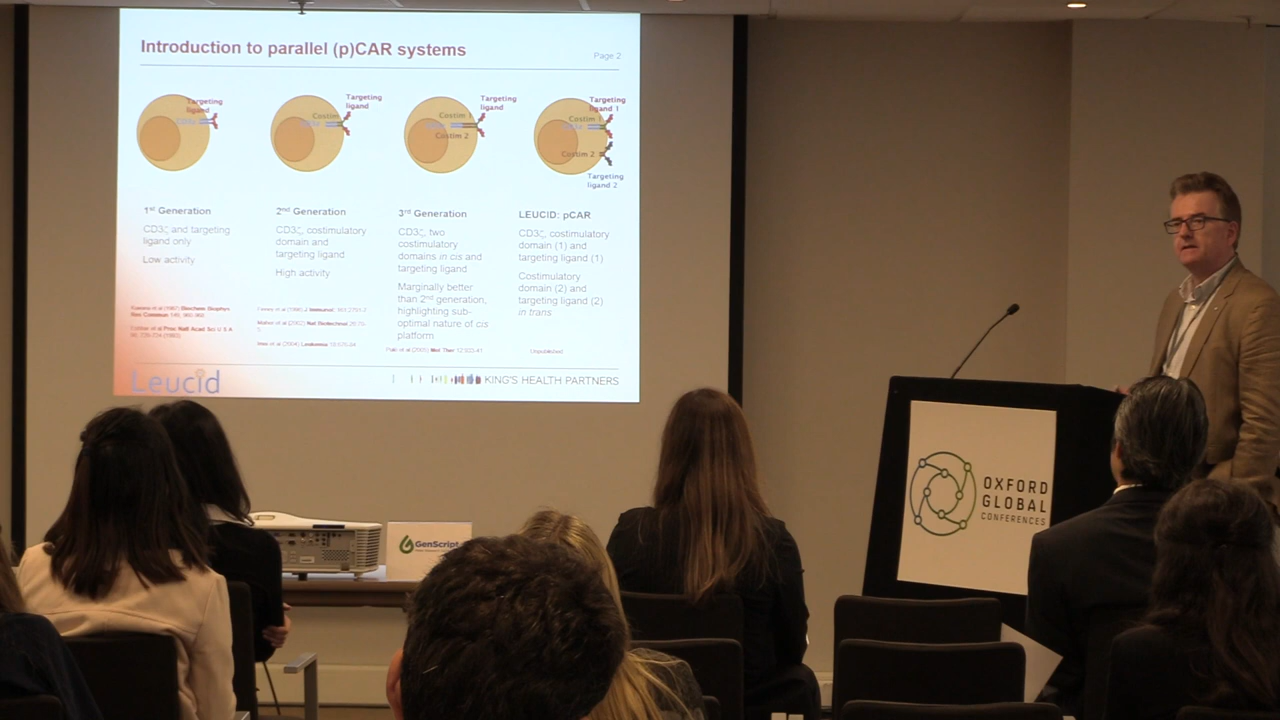 Introduction to parallel (p)CAR systems
Page 2
Targeting
ligand
Targeting
ligand
Costim
Targeting
ligand
Costim 1
Costim 2
Targeting
ligand 1
Costim 1
Costim 2
Targeting
ligand 2
1st Generation
CD3ζ and targeting
ligand only
Low activity
2nd Generation
CD3ζ, costimulatory
domain and
targeting ligand
High activity
3rd Generation
CD3ζ, two
costimulatory
domains in cis and
targeting ligand
Marginally better
than 2nd generation,
highlighting sub-
optimal nature of cis
platform
LEUCID: pCAR
CD3ζ, costimulatory
domain (1) and
targeting ligand (1)
Costimulatory
domain (2) and
targeting ligand (2)
in trans
Unpublished
Leucid
KING'S HEALTH PARTNERS
GenScript
OXFORD
GLOBAL
CONFERENCES